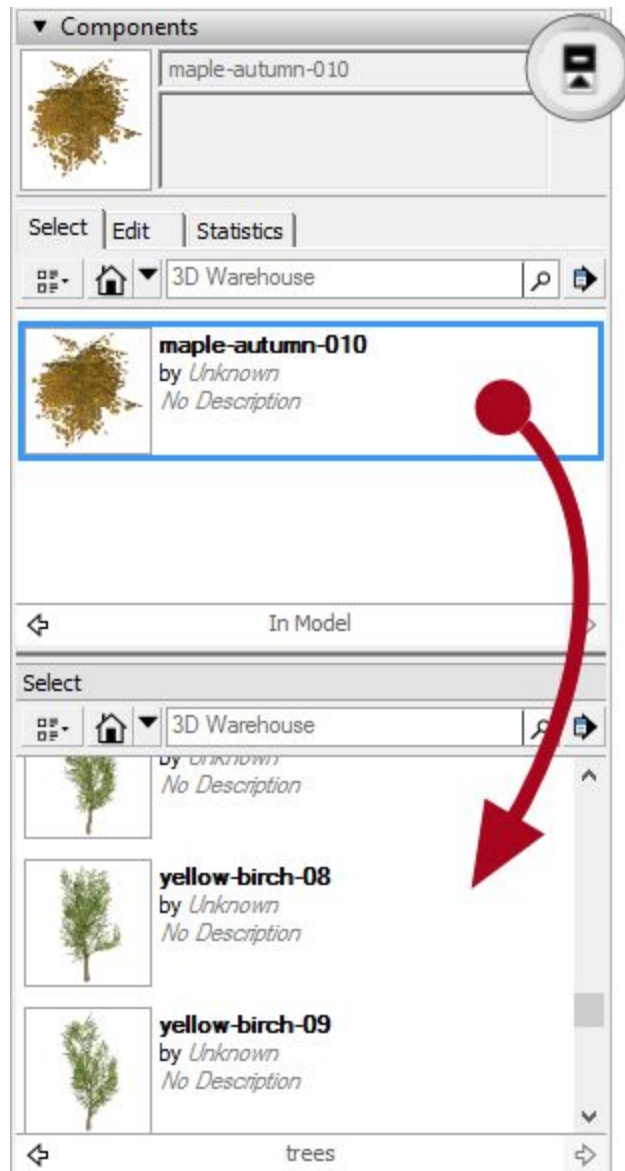 ▼ Components
maple-autumn-010
Select Edit Statistics
3D Warehouse
maple-autumn-010
by Unknown
No Description
In Model
Select
3D Warehouse
by Unknown
No Description
yellow-birch-08
by Unknown
No Description
yellow-birch-09
by Unknown
No Description
trees